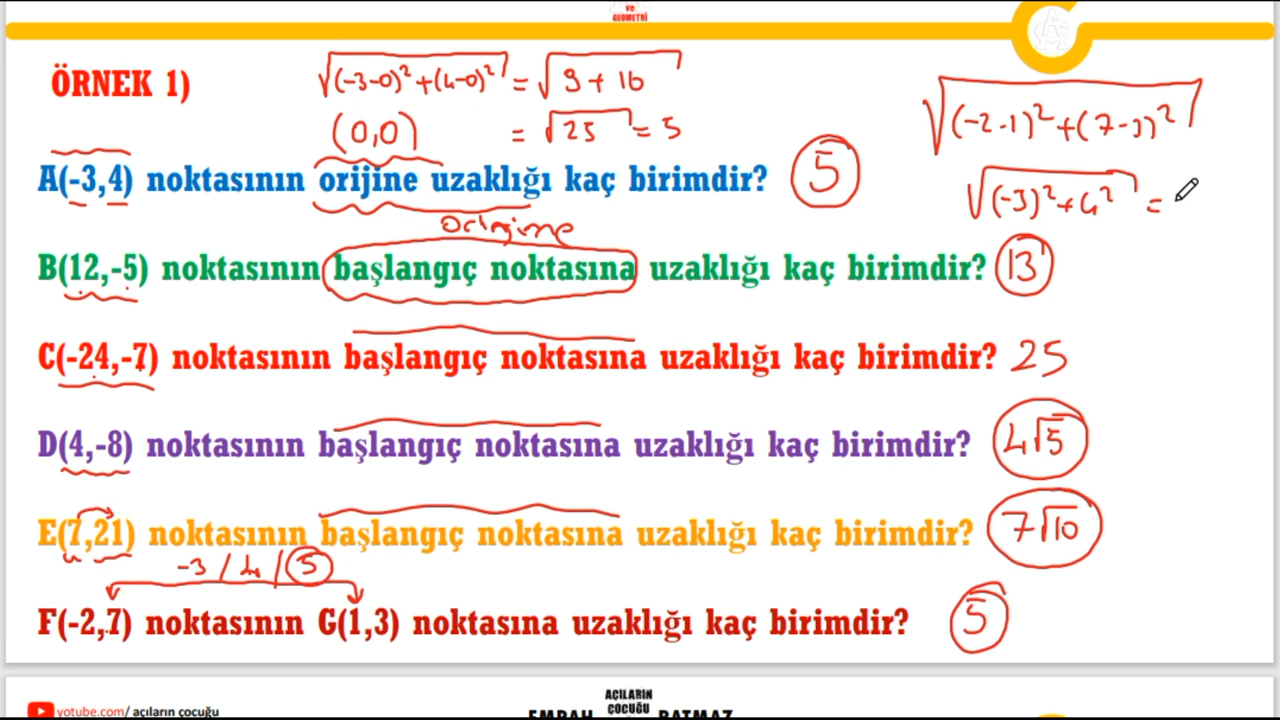 ve
GEOMETRİ
ÖRNEK 1)
√(-3-0)²+(4-0)² = √9+16
(0,0) = √25 = 5
√(-2-1)²+(7-3)²
√(-3)²+4² =
A(-3,4) noktasının orijine uzaklığı kaç birimdir? 5
orijine
B(12,-5) noktasının başlangıç noktasına uzaklığı kaç birimdir? 13
C(-24,-7) noktasının başlangıç noktasına uzaklığı kaç birimdir? 25
D(4,-8) noktasının başlangıç noktasına uzaklığı kaç birimdir? 4√5
E(7,21) noktasının başlangıç noktasına uzaklığı kaç birimdir? 7√10
-3 / 4 / 5
F(-2,7) noktasının G(1,3) noktasına uzaklığı kaç birimdir? 5
yotube.com/ açıların çocuğu
AÇILARIN
ÇOCUĞU
EMRAH BATMAZ